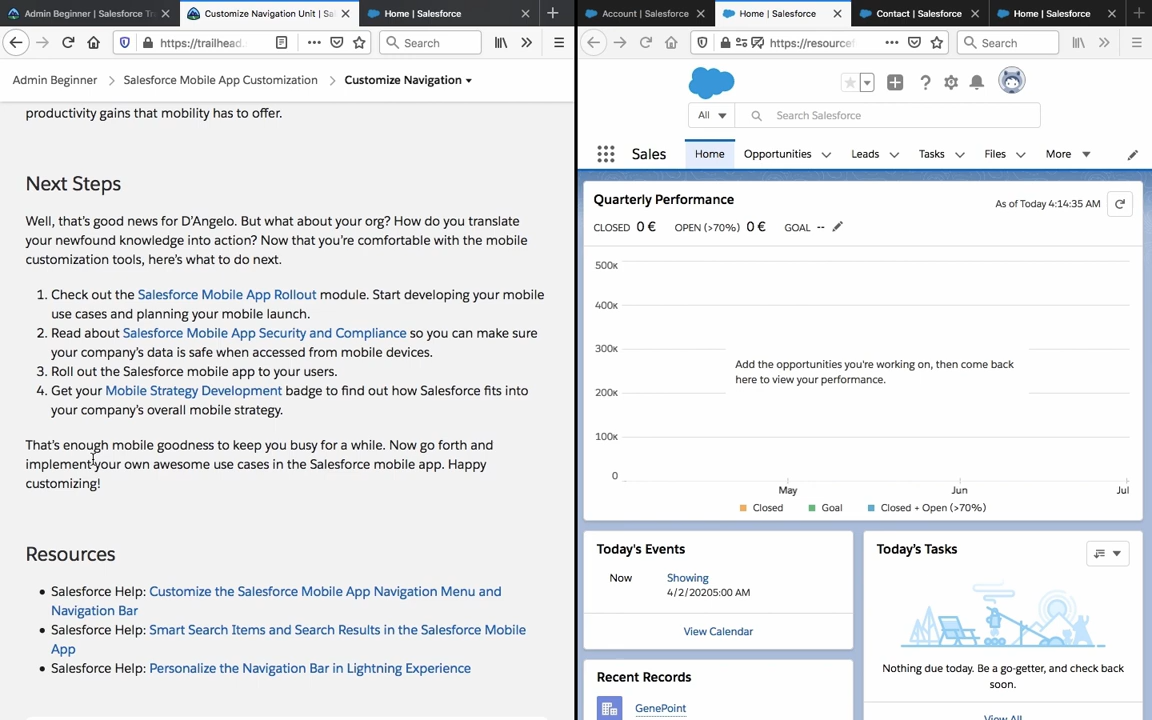 Admin Beginner | Salesforce Tr
Customize Navigation Unit | Sa
Home | Salesforce
https://trailhead.
Search
Admin Beginner
Salesforce Mobile App Customization
Customize Navigation
productivity gains that mobility has to offer.
Next Steps
Well, that's good news for D'Angelo. But what about your org? How do you translate
your newfound knowledge into action? Now that you're comfortable with the mobile
customization tools, here's what to do next.
1. Check out the Salesforce Mobile App Rollout module. Start developing your mobile
use cases and planning your mobile launch.
2. Read about Salesforce Mobile App Security and Compliance so you can make sure
your company's data is safe when accessed from mobile devices.
3. Roll out the Salesforce mobile app to your users.
4. Get your Mobile Strategy Development badge to find out how Salesforce fits into
your company's overall mobile strategy.
That's enough mobile goodness to keep you busy for a while. Now go forth and
implement your own awesome use cases in the Salesforce mobile app. Happy
customizing!
Resources
• Salesforce Help: Customize the Salesforce Mobile App Navigation Menu and
Navigation Bar
• Salesforce Help: Smart Search Items and Search Results in the Salesforce Mobile
App
• Salesforce Help: Personalize the Navigation Bar in Lightning Experience
Account | Salesforce
Home | Salesforce
Contact | Salesforce
Home | Salesforce
https://resource
Search
All
Search Salesforce
Sales
Home
Opportunities
Leads
Tasks
Files
More
Quarterly Performance
As of Today 4:14:35 AM
CLOSED 0 € OPEN (>70%) 0 € GOAL --
500K
400K
300K
200K
100K
0
Add the opportunities you're working on, then come back
here to view your performance.
May
Jun
Jul
Closed
Goal
Closed + Open (>70%)
Today's Events
Now
Showing
4/2/20205:00 AM
View Calendar
Recent Records
GenePoint
Today's Tasks
Nothing due today. Be a go-getter, and check back
soon.
View All